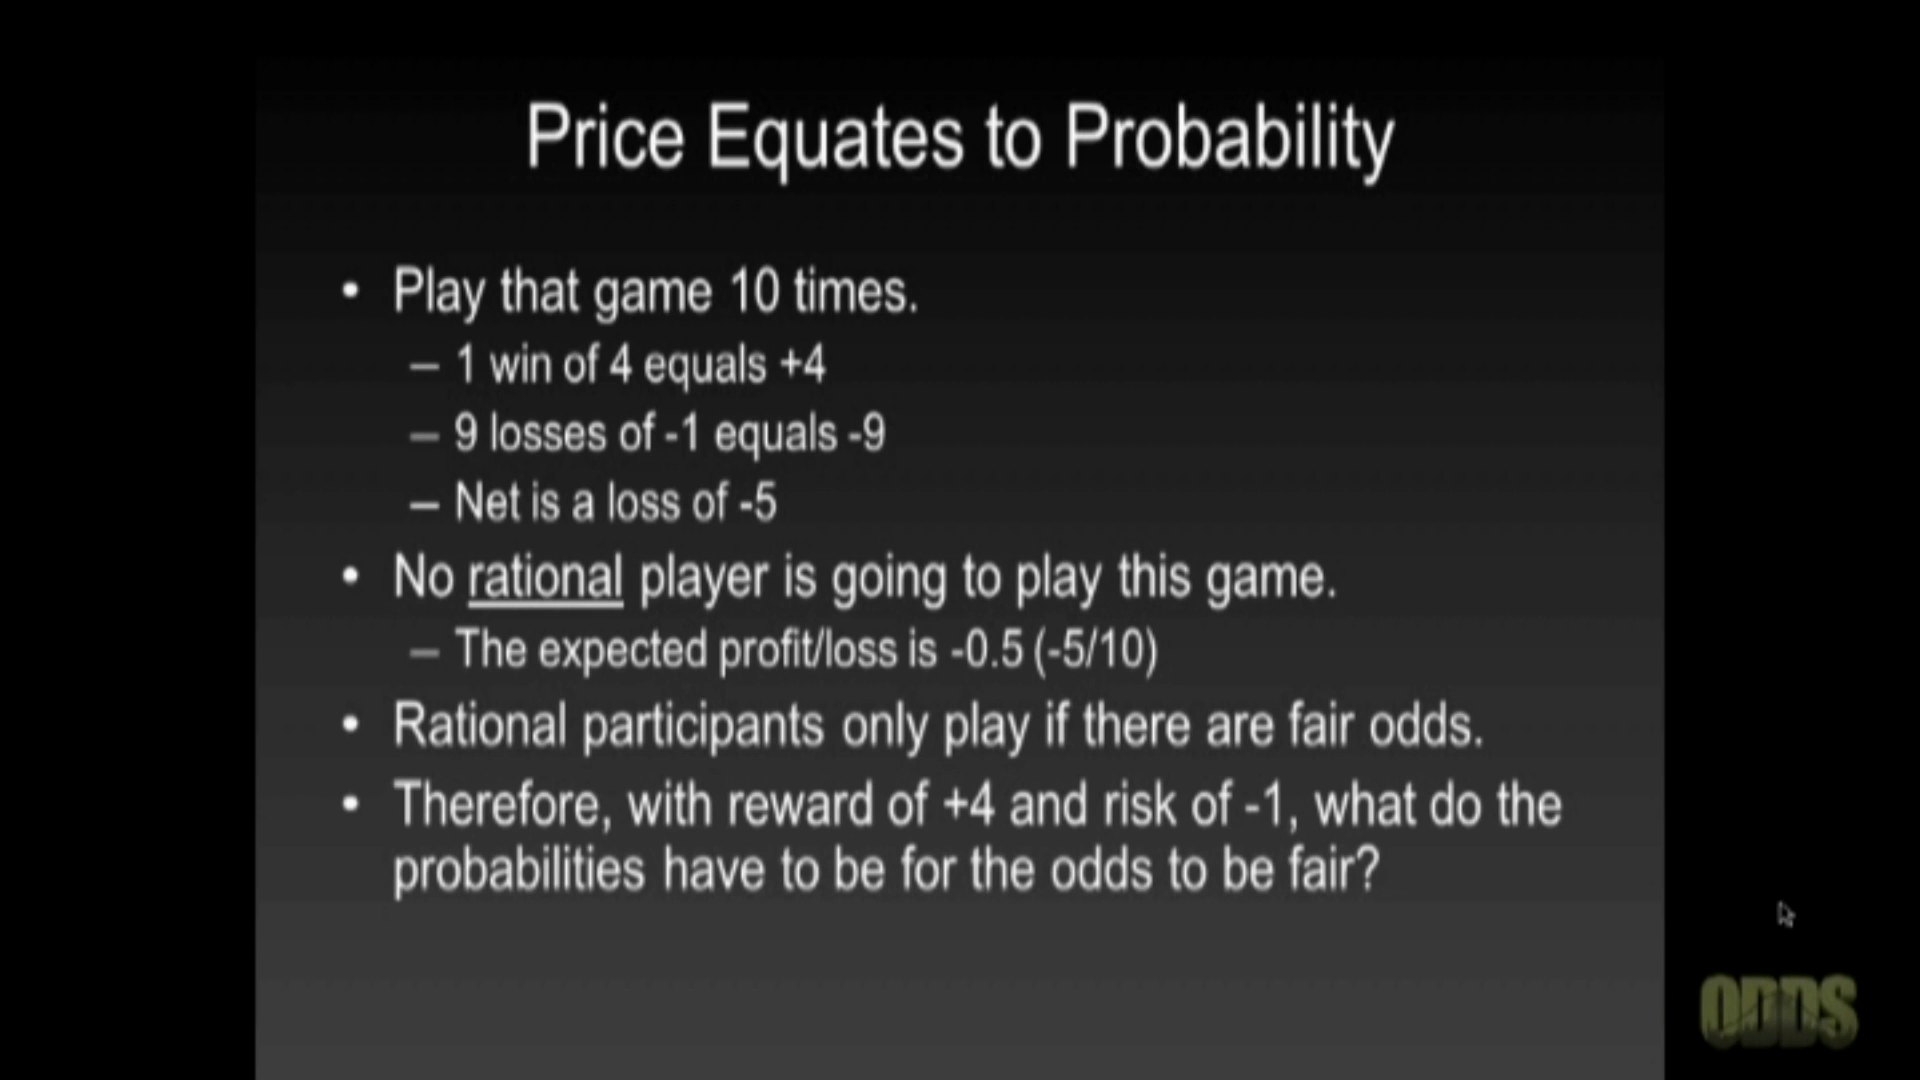 Price Equates to Probability
• Play that game 10 times.
– 1 win of 4 equals +4
– 9 losses of -1 equals -9
– Net is a loss of -5
• No rational player is going to play this game.
– The expected profit/loss is -0.5 (-5/10)
• Rational participants only play if there are fair odds.
• Therefore, with reward of +4 and risk of -1, what do the
probabilities have to be for the odds to be fair?
ODDS